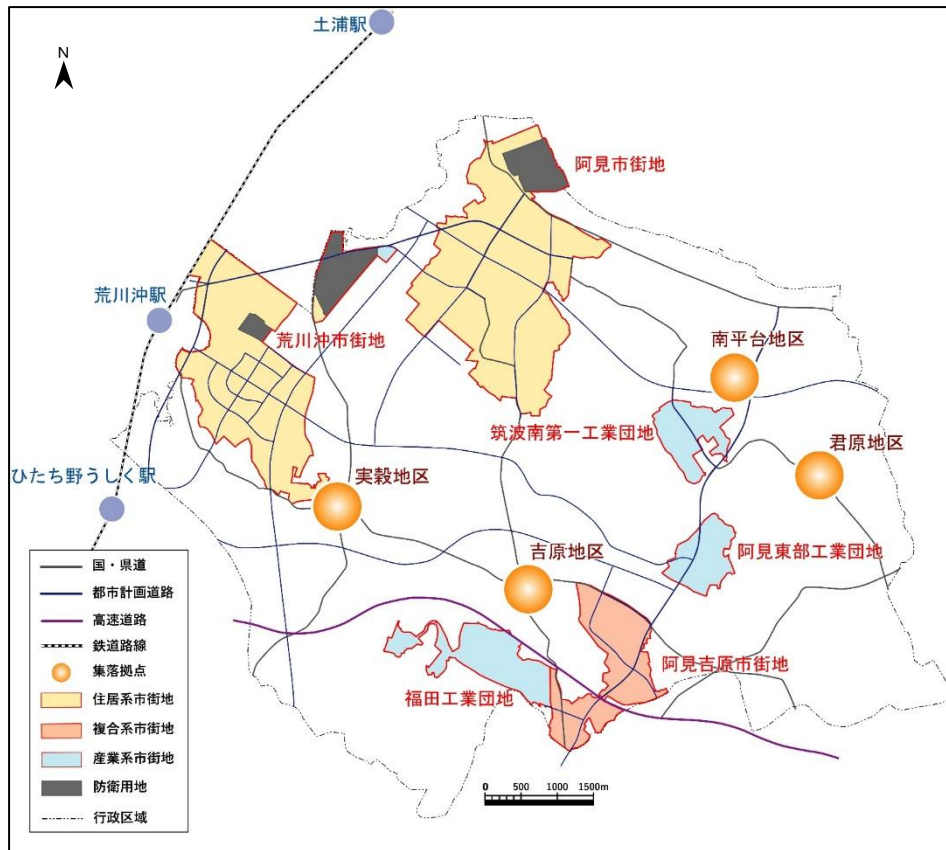 土浦駅
N
阿見市街地
荒川沖駅
荒川沖市街地
南平台地区
筑波南第一工業団地
君原地区
ひたち野うしく駅
実穀地区
阿見東部工業団地
吉原地区
阿見吉原市街地
福田工業団地
国・県道
都市計画道路
高速道路
鉄道路線
集落拠点
住居系市街地
複合系市街地
産業系市街地
防衛用地
行政区域
0 500 1000 1500m